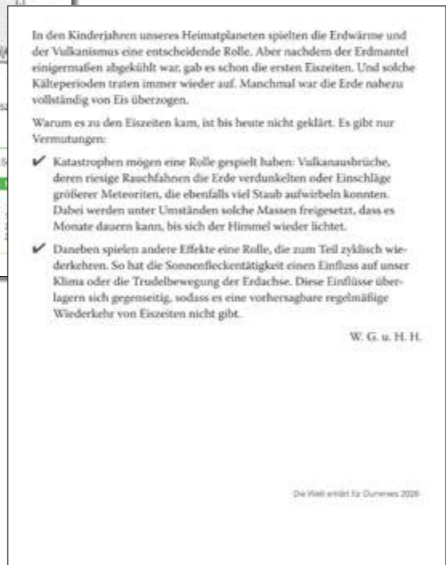 In den Kinderjahren unseres Heimatplaneten spielten die Erdwärme und
der Vulkanismus eine entscheidende Rolle. Aber nachdem der Erdmantel
einigermaßen abgekühlt war, gab es schon die ersten Eiszeiten. Und solche
Kälteperioden traten immer wieder auf. Manchmal war die Erde nahezu
vollständig von Eis überzogen.
Warum es zu den Eiszeiten kam, ist bis heute nicht geklärt. Es gibt nur
Vermutungen:
✔ Katastrophen mögen eine Rolle gespielt haben: Vulkanausbrüche,
deren riesige Rauchfahnen die Erde verdunkelten oder Einschläge
größerer Meteoriten, die ebenfalls viel Staub aufwirbeln konnten.
Dabei werden unter Umständen solche Massen freigesetzt, dass es
Monate dauern kann, bis sich der Himmel wieder lichtet.
✔ Daneben spielen andere Effekte eine Rolle, die zum Teil zyklisch wie-
derkehren. So hat die Sonnenfleckentätigkeit einen Einfluss auf unser
Klima oder die Trudelbewegung der Erdachse. Diese Einflüsse über-
lagern sich gegenseitig, sodass es eine vorhersagbare regelmäßige
Wiederkehr von Eiszeiten nicht gibt.
W. G. u. H. H.
Die Welt erklärt für Dummies 2026